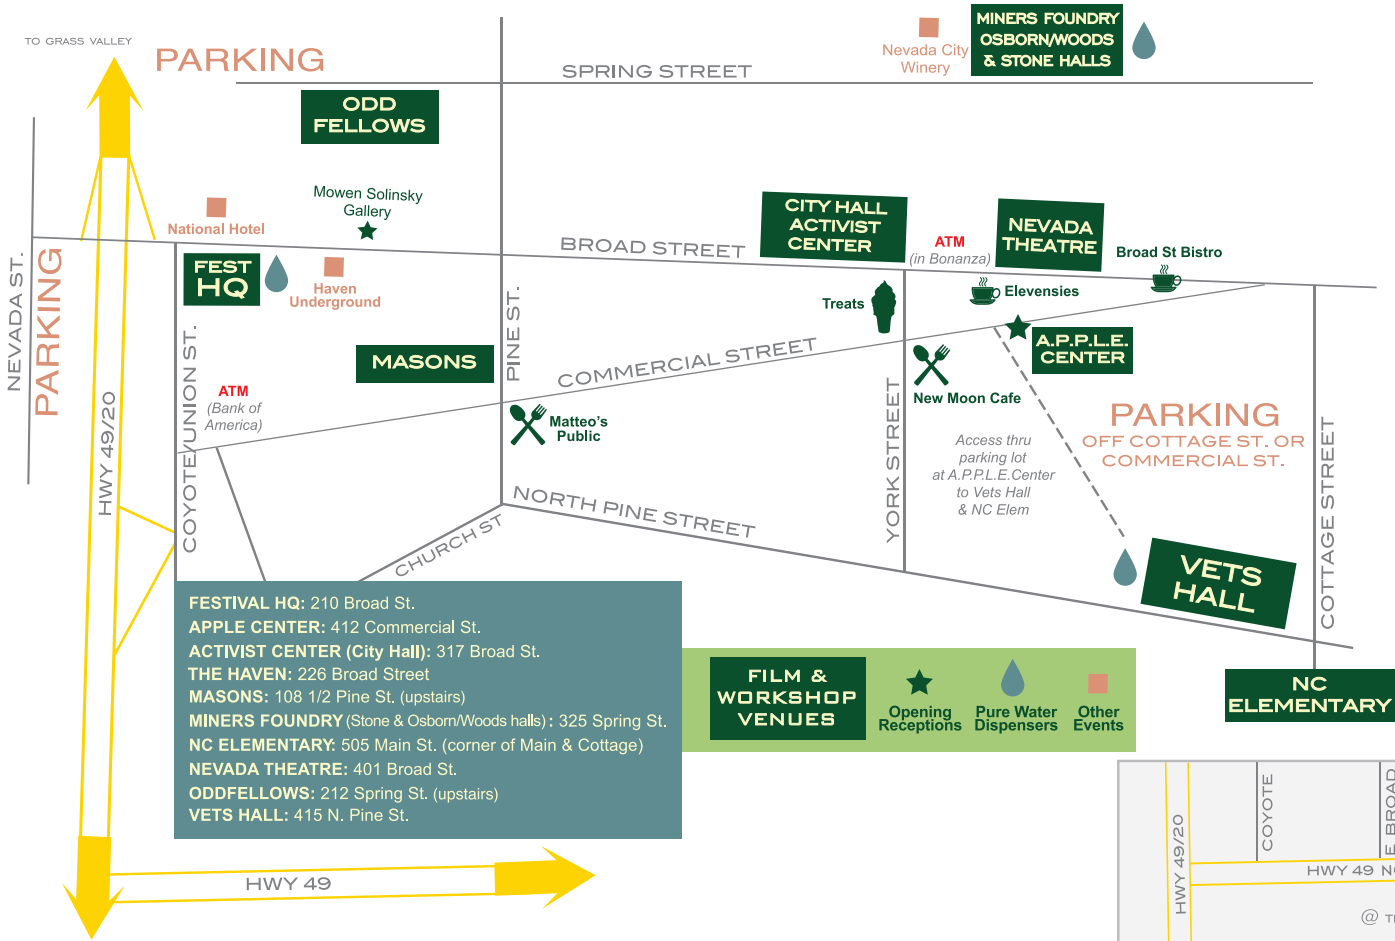 TO GRASS VALLEY
PARKING
SPRING STREET
Nevada City
Winery
MINERS FOUNDRY
OSBORN/WOODS
& STONE HALLS
ODD
FELLOWS
Mowen Solinsky
Gallery
National Hotel
BROAD STREET
CITY HALL
ACTIVIST
CENTER
ATM
(in Bonanza)
NEVADA
THEATRE
Broad St Bistro
NEVADA ST.
PARKING
HWY 49/20
FEST
HQ
Haven
Underground
COYOTE/UNION ST.
PINE ST.
Treats
Elevensies
MASONS
COMMERCIAL STREET
A.P.P.L.E.
CENTER
ATM
(Bank of
America)
New Moon Cafe
Matteo's
Public
PARKING
OFF COTTAGE ST. OR
COMMERCIAL ST.
Access thru
parking lot
at A.P.P.L.E.Center
to Vets Hall
& NC Elem
YORK STREET
COTTAGE STREET
NORTH PINE STREET
CHURCH ST
VETS
HALL
FESTIVAL HQ: 210 Broad St.
APPLE CENTER: 412 Commercial St.
ACTIVIST CENTER (City Hall): 317 Broad St.
THE HAVEN: 226 Broad Street
MASONS: 108 1/2 Pine St. (upstairs)
MINERS FOUNDRY (Stone & Osborn/Woods halls) : 325 Spring St.
NC ELEMENTARY: 505 Main St. (corner of Main & Cottage)
NEVADA THEATRE: 401 Broad St.
ODDFELLOWS: 212 Spring St. (upstairs)
VETS HALL: 415 N. Pine St.
FILM &
WORKSHOP
VENUES
Opening
Receptions
Pure Water
Dispensers
Other
Events
NC
ELEMENTARY
HWY 49
HWY 49/20
COYOTE
E BROAD
HWY 49
@